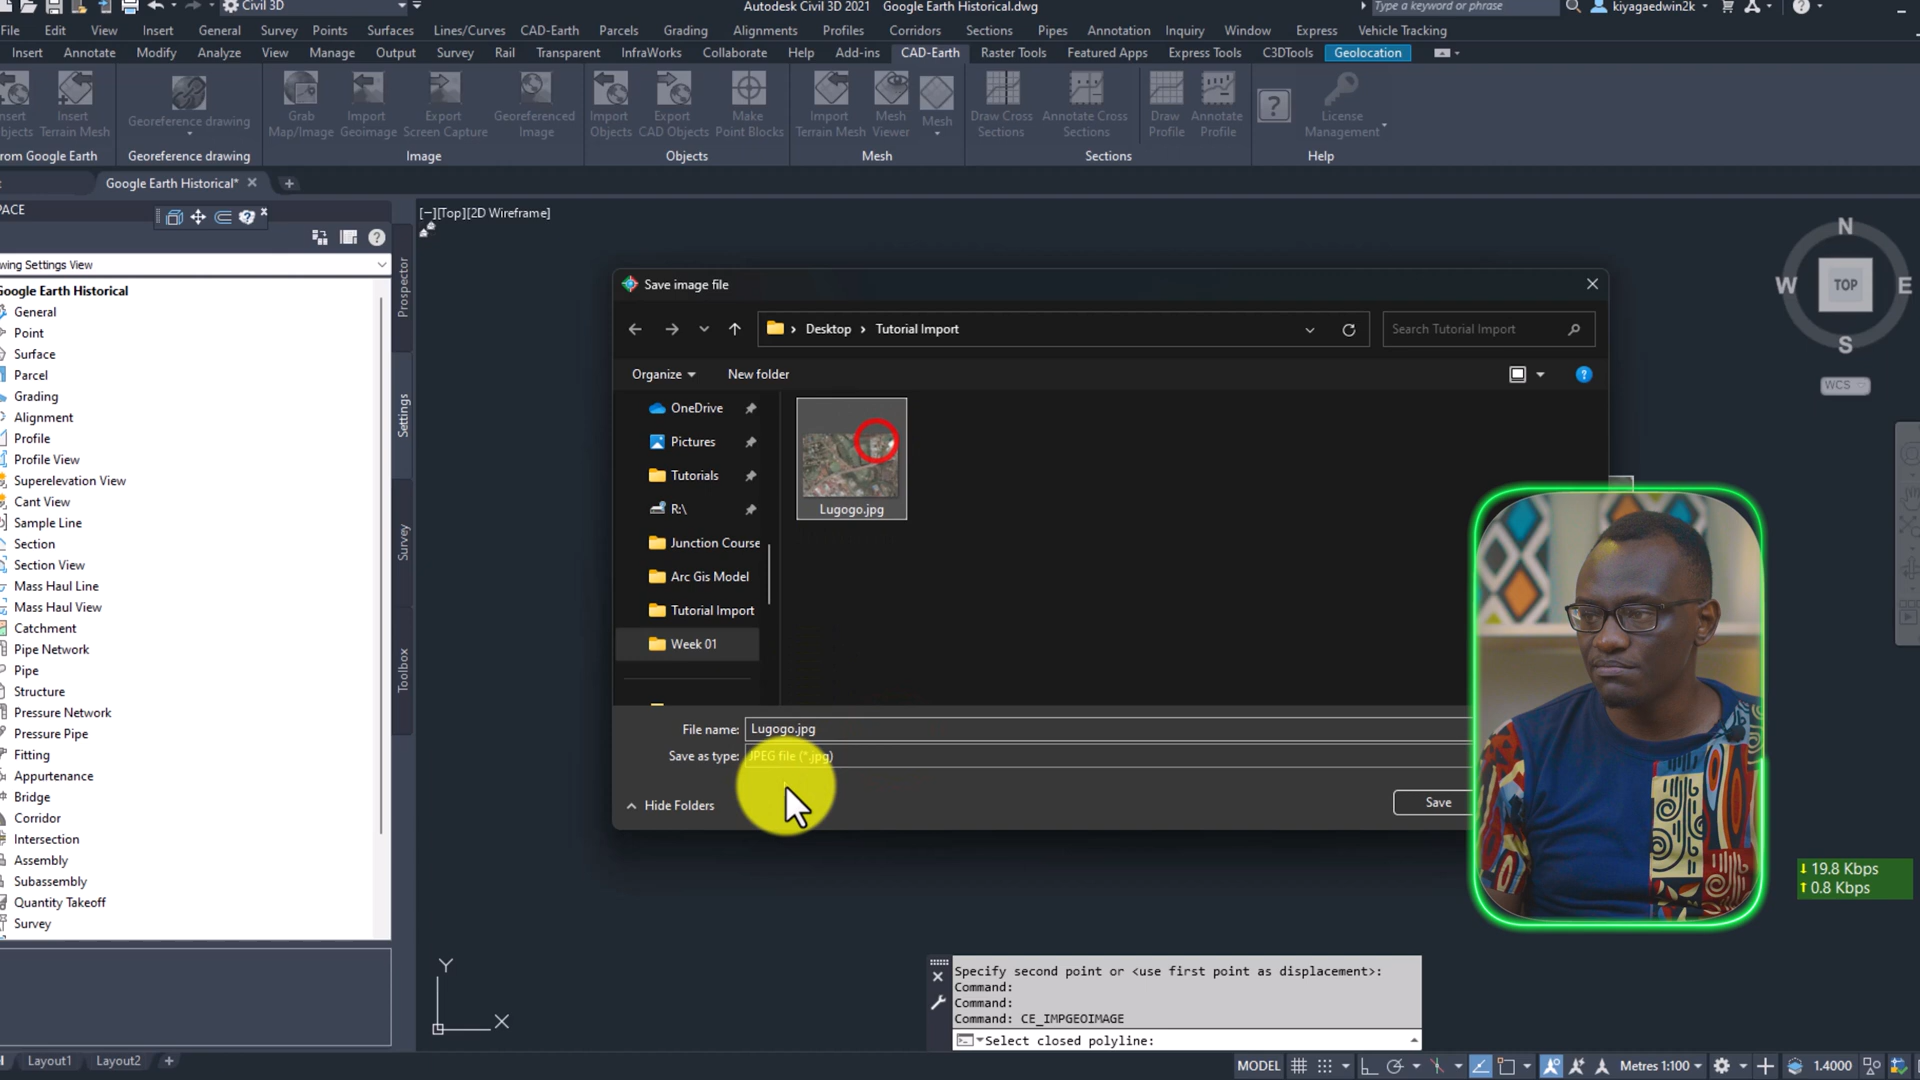 Civil 3D
Autodesk Civil 3D 2021 Google Earth Historical.dwg
Type a keyword or phrase
kiyagaedwin2k
File Edit View Insert General Survey Points Surfaces Lines/Curves CAD-Earth Parcels Grading Alignments Profiles Corridors Sections Pipes Annotation Inquiry Window Express Vehicle Tracking
Insert Annotate Modify Analyze View Manage Output Survey Rail Transparent InfraWorks Collaborate Help Add-ins CAD-Earth Raster Tools Featured Apps Express Tools C3DTools Geolocation
Insert Georeference drawing Grab Import Export Georeferenced Import Export Make Import Mesh Mesh Draw Cross Annotate Cross Draw Annotate License
Terrain Mesh Map/Image Geoimage Screen Capture Image Objects CAD Objects Point Blocks Terrain Mesh Viewer Sections Sections Profile Profile Management
From Google Earth Georeference drawing Image Objects Mesh Sections Help
Google Earth Historical*
[−][Top][2D Wireframe]
Prospector
Settings
Survey
Toolbox
Google Earth Historical
General
Point
Surface
Parcel
Grading
Alignment
Profile
Profile View
Superelevation View
Cant View
Sample Line
Section
Section View
Mass Haul Line
Mass Haul View
Catchment
Pipe Network
Pipe
Structure
Pressure Network
Pressure Pipe
Fitting
Appurtenance
Bridge
Corridor
Intersection
Assembly
Subassembly
Quantity Takeoff
Survey
Save image file
Desktop > Tutorial Import
Search Tutorial Import
Organize New folder
OneDrive
Pictures
Tutorials
R:\
Junction Course
Arc Gis Model
Tutorial Import
Week 01
Lugogo.jpg
File name: Lugogo.jpg
Save as type: JPEG file (*.jpg)
Hide Folders
Save
N
W TOP E
S
WCS
19.8 Kbps
0.8 Kbps
Y
X
Specify second point or <use first point as displacement>:
Command:
Command:
Command: CE_IMPGEOIMAGE
Select closed polyline:
Layout1 Layout2 +
MODEL
Metres 1:100
1.4000